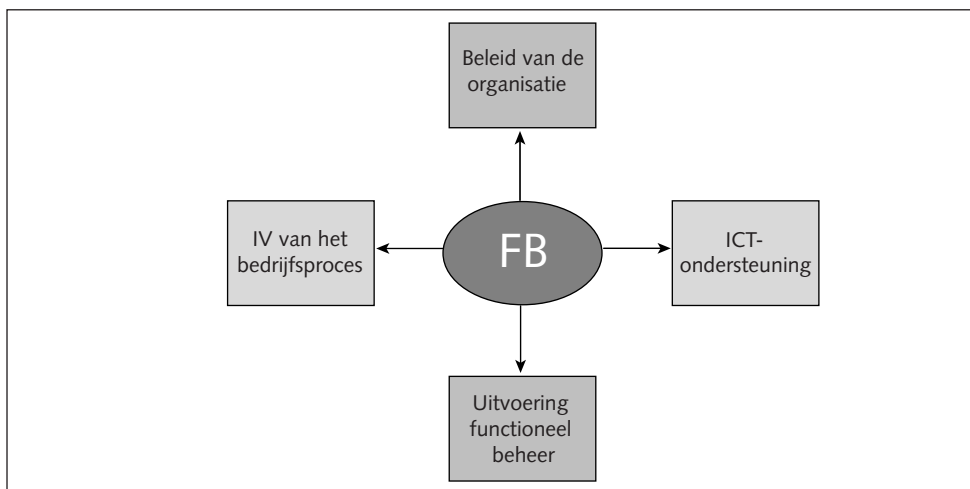 Beleid van de
organisatie
IV van het
bedrijfsproces
FB
ICT-
ondersteuning
Uitvoering
functioneel
beheer